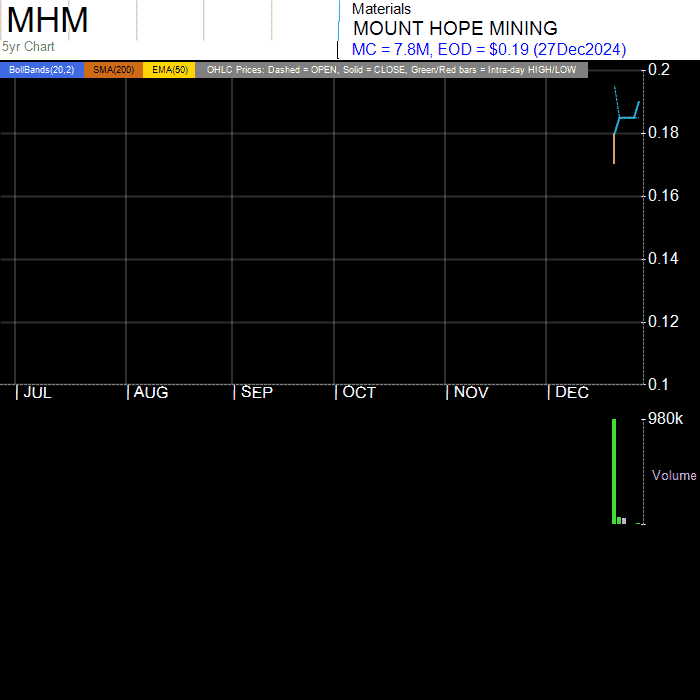 MHM
5yr Chart
Materials
MOUNT HOPE MINING
MC = 7.8M, EOD = $0.19 (27Dec2024)
BollBands(20,2) SMA(200) EMA(50) OHLC Prices: Dashed = OPEN, Solid = CLOSE, Green/Red bars = Intra-day HIGH/LOW
0.2
0.18
0.16
0.14
0.12
0.1
JUL AUG SEP OCT NOV DEC
980k
Volume